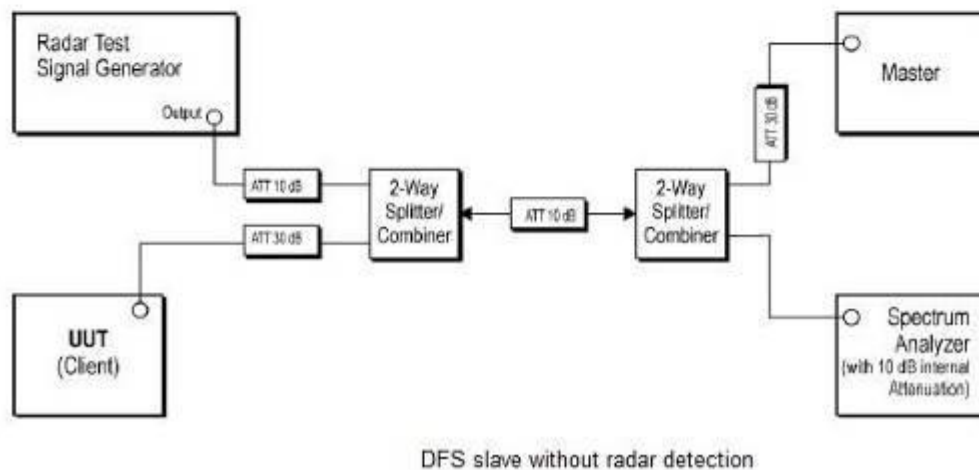 Radar Test
Signal Generator
Output
ATT 10 dB
ATT 30 dB
2-Way
Splitter/
Combiner
ATT 10 dB
2-Way
Splitter/
Combiner
ATT 30 dB
Master
UUT
(Client)
Spectrum
Analyzer
(with 10 dB internal
Attenuation)
DFS slave without radar detection